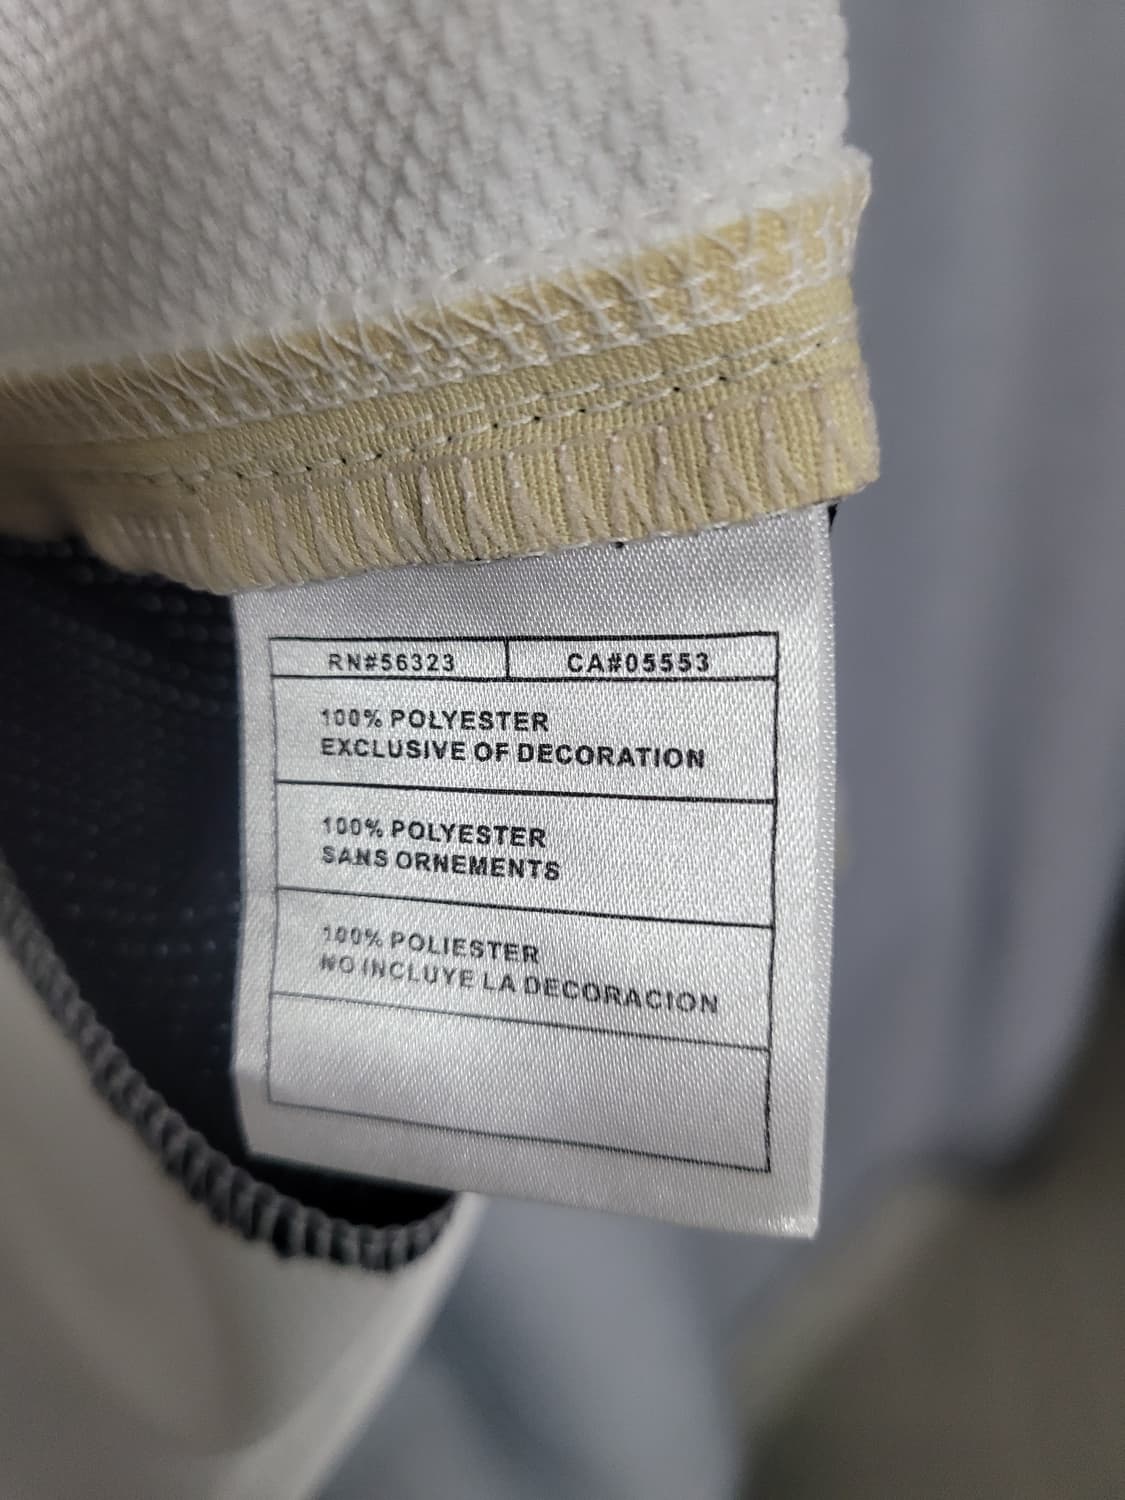 RN#56323 CA#05553
100% POLYESTER
EXCLUSIVE OF DECORATION
100% POLYESTER
SANS ORNEMENTS
100% POLIESTER
NO INCLUYE LA DECORACION